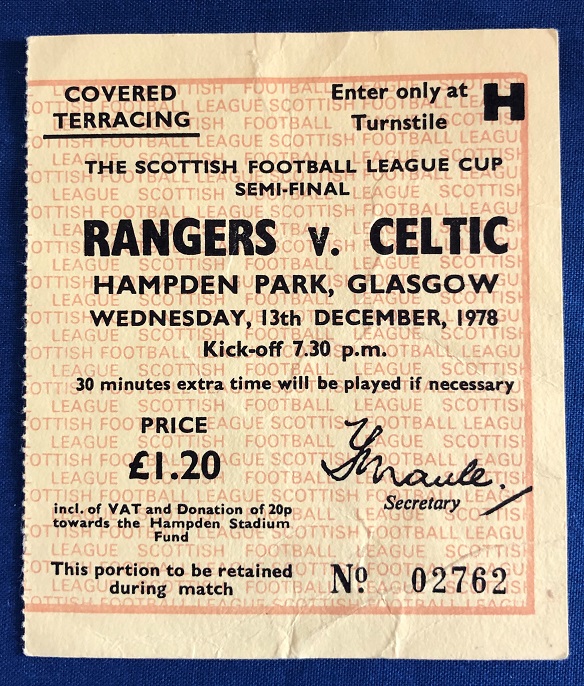 COVERED
TERRACING
Enter only at
Turnstile
H
THE SCOTTISH FOOTBALL LEAGUE CUP
SEMI-FINAL
RANGERS v. CELTIC
HAMPDEN PARK, GLASGOW
WEDNESDAY, 13th DECEMBER, 1978
Kick-off 7.30 p.m.
30 minutes extra time will be played if necessary
PRICE
£1.20
incl. of VAT and Donation of 20p
towards the Hampden Stadium
Fund
Secretary
This portion to be retained
during match
Nº 02762